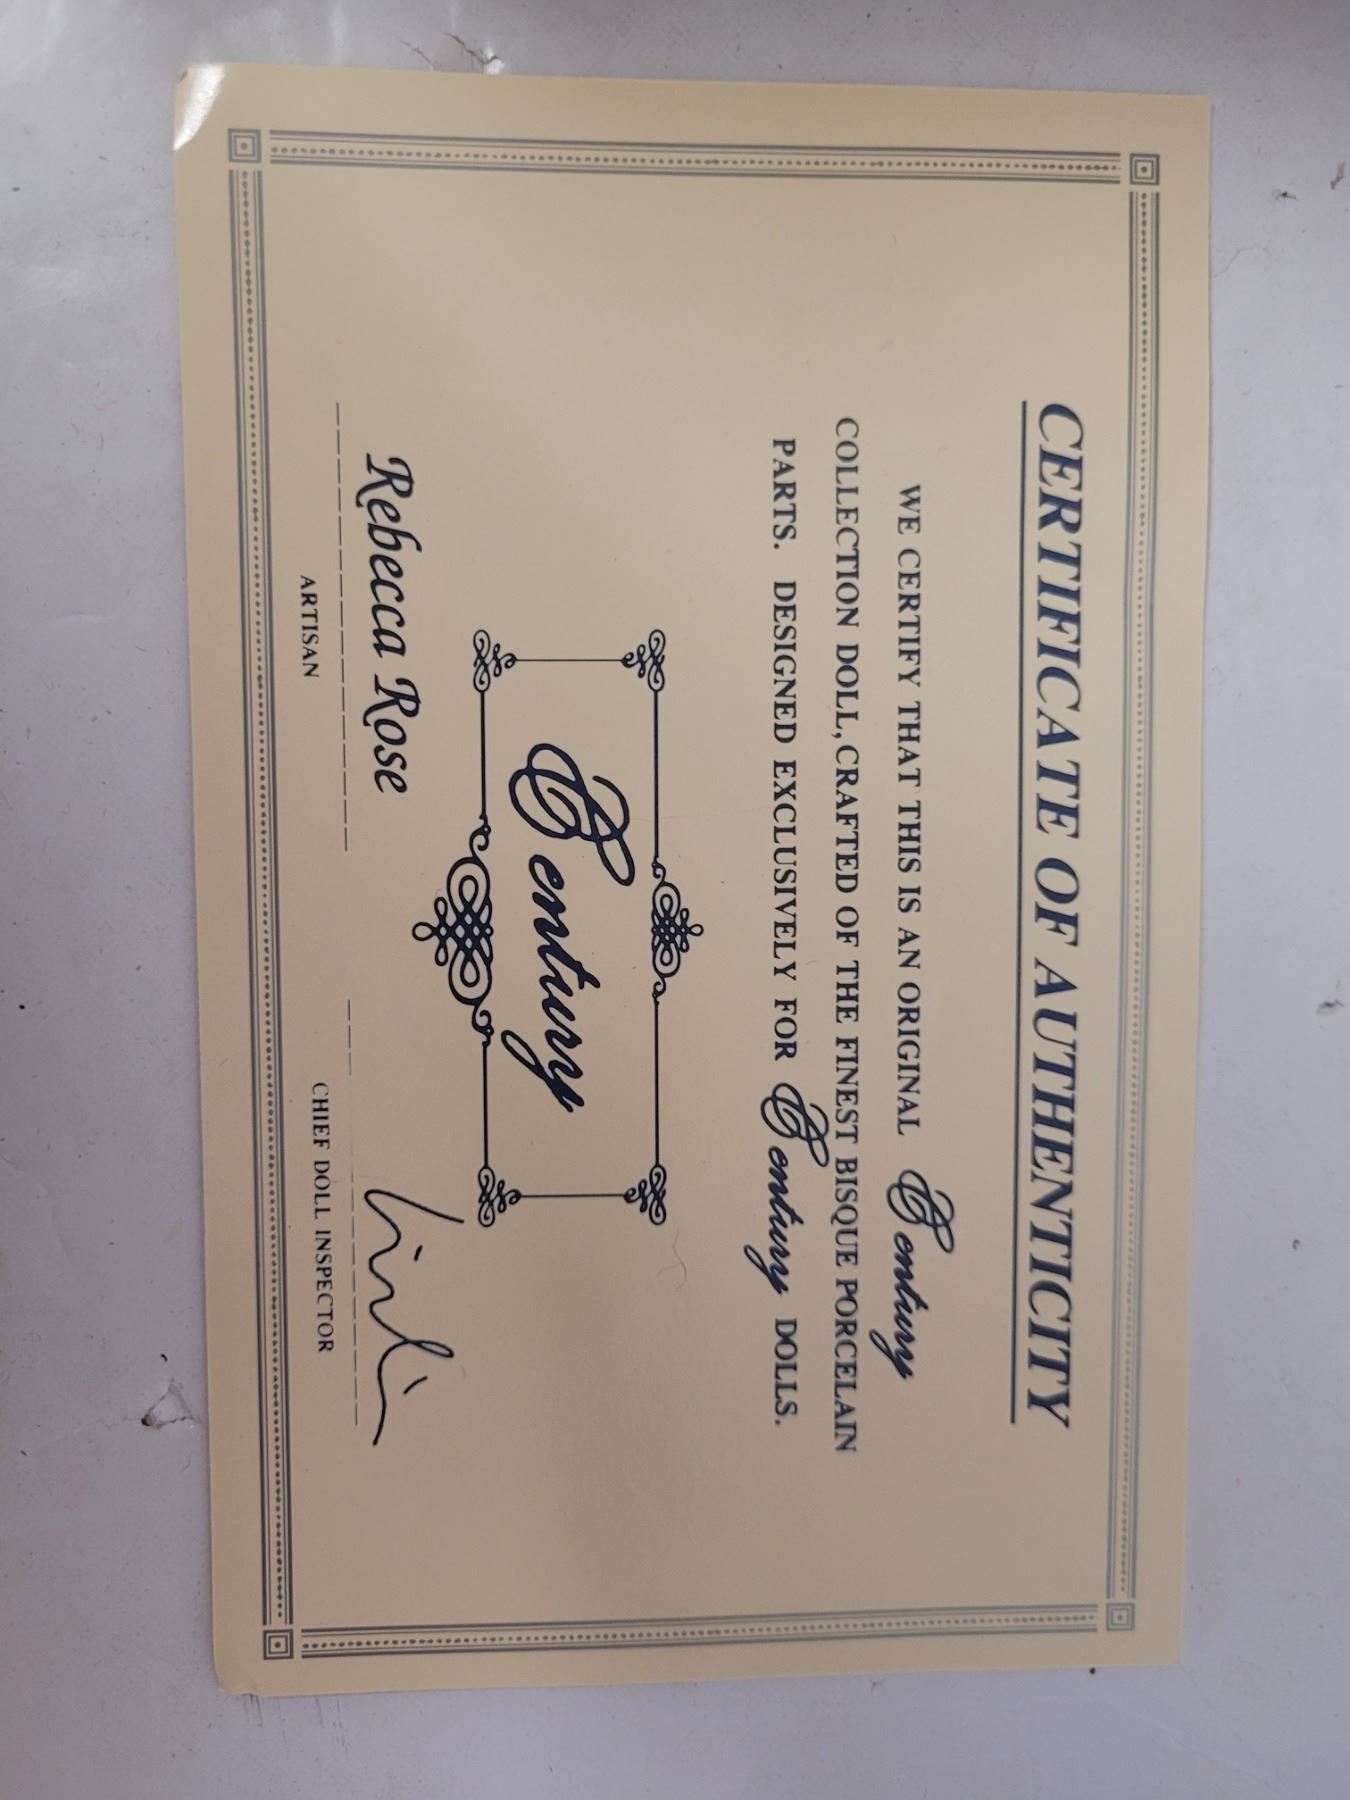 CERTIFICATE OF AUTHENTICITY
WE CERTIFY THAT THIS IS AN ORIGINAL Century
COLLECTION DOLL, CRAFTED OF THE FINEST BISQUE PORCELAIN
PARTS. DESIGNED EXCLUSIVELY FOR Century DOLLS.
Century
Rebecca Rose
ARTISAN
CHIEF DOLL INSPECTOR